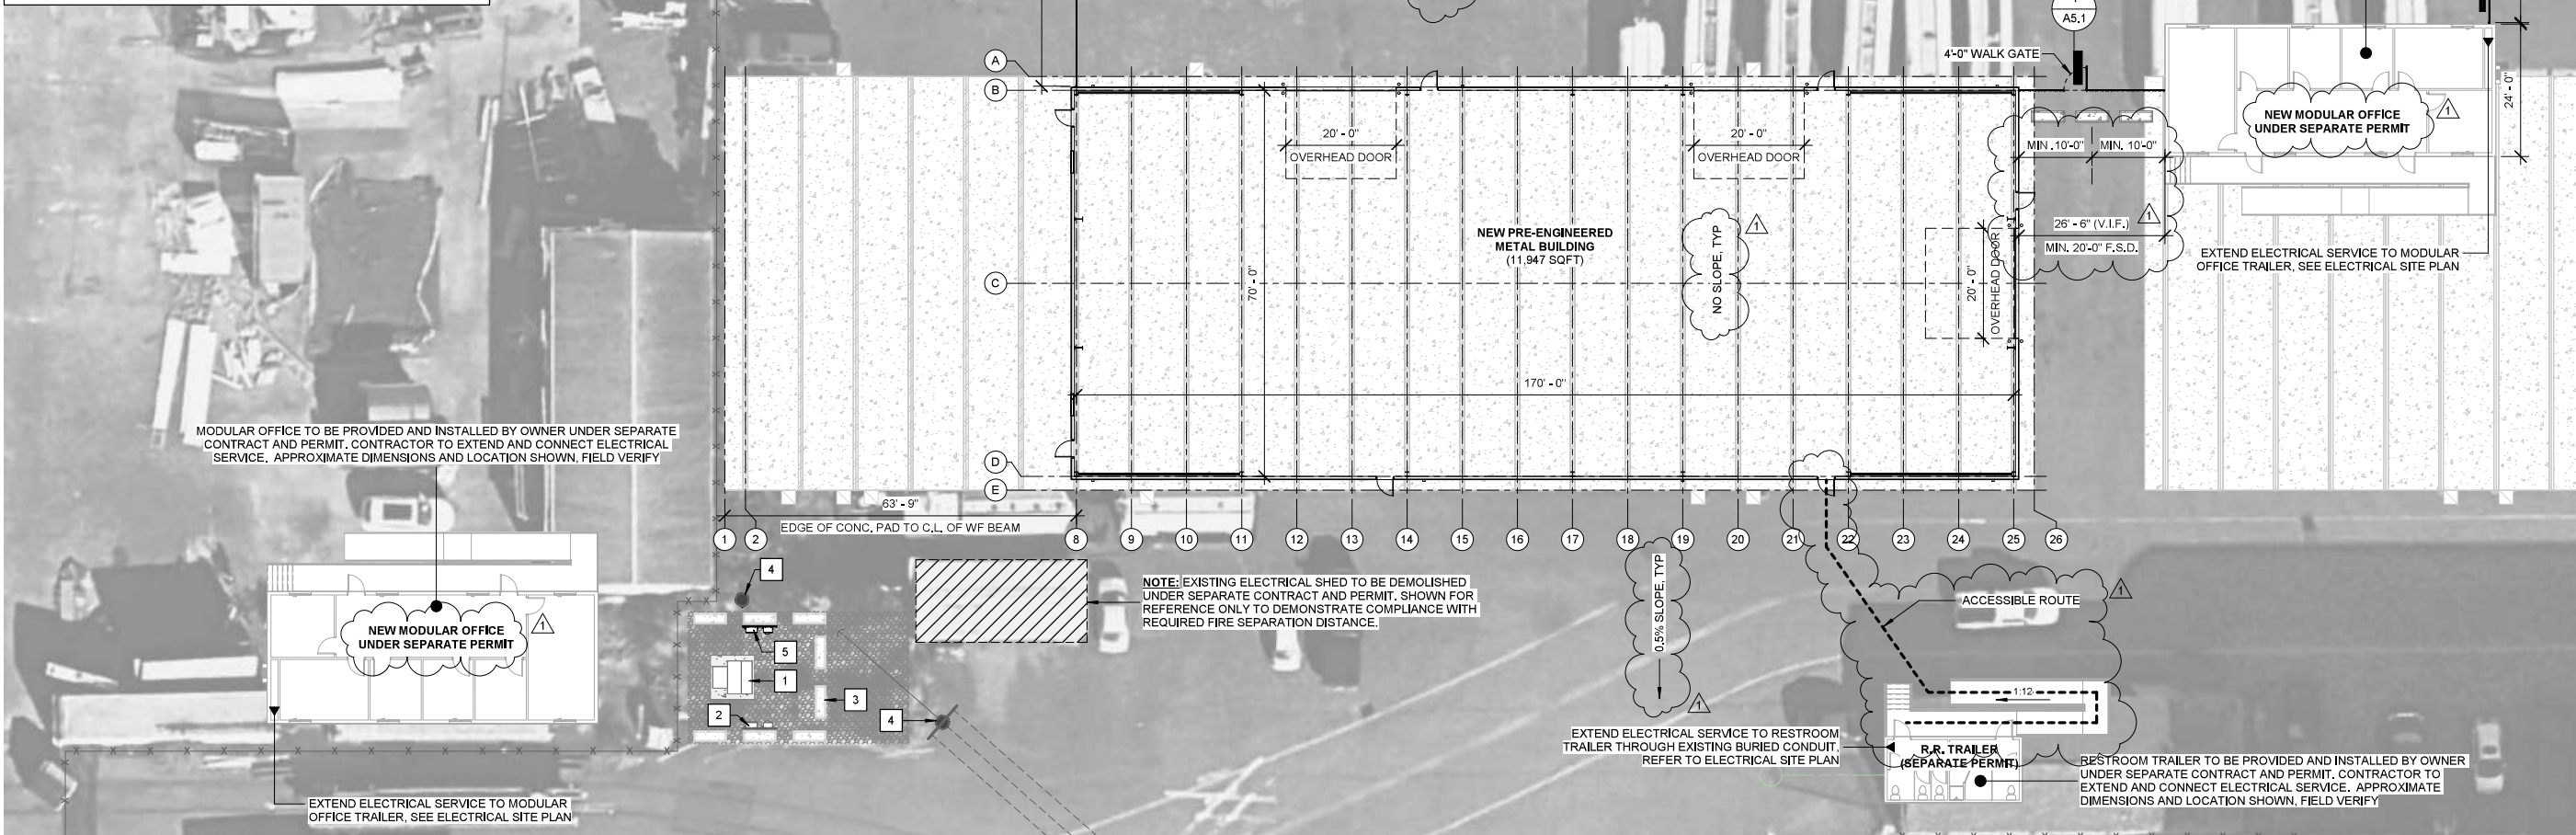 A5.1
4'-0" WALK GATE
A
B
C
D
E
20' - 0"
OVERHEAD DOOR
20' - 0"
OVERHEAD DOOR
MIN. 10'-0"
MIN. 10'-0"
NEW MODULAR OFFICE
UNDER SEPARATE PERMIT
1
24' - 0"
26' - 6" (V.I.F.)
1
MIN. 20'-0" F.S.D.
EXTEND ELECTRICAL SERVICE TO MODULAR
OFFICE TRAILER, SEE ELECTRICAL SITE PLAN
NEW PRE-ENGINEERED
METAL BUILDING
(11,947 SQFT)
NO SLOPE, TYP
1
70' - 0"
20' - 0"
OVERHEAD DOOR
170' - 0"
MODULAR OFFICE TO BE PROVIDED AND INSTALLED BY OWNER UNDER SEPARATE
CONTRACT AND PERMIT. CONTRACTOR TO EXTEND AND CONNECT ELECTRICAL
SERVICE. APPROXIMATE DIMENSIONS AND LOCATION SHOWN, FIELD VERIFY
63' - 9"
EDGE OF CONC. PAD TO C.L. OF WF BEAM
1 2 8 9 10 11 12 13 14 15 16 17 18 19 20 21 22 23 24 25 26
NEW MODULAR OFFICE
UNDER SEPARATE PERMIT
1
4
5
1
2
3
4
NOTE: EXISTING ELECTRICAL SHED TO BE DEMOLISHED
UNDER SEPARATE CONTRACT AND PERMIT. SHOWN FOR
REFERENCE ONLY TO DEMONSTRATE COMPLIANCE WITH
REQUIRED FIRE SEPARATION DISTANCE.
0.5% SLOPE, TYP
1
ACCESSIBLE ROUTE
1
1:12
EXTEND ELECTRICAL SERVICE TO RESTROOM
TRAILER THROUGH EXISTING BURIED CONDUIT,
REFER TO ELECTRICAL SITE PLAN
R.R. TRAILER
(SEPARATE PERMIT)
RESTROOM TRAILER TO BE PROVIDED AND INSTALLED BY OWNER
UNDER SEPARATE CONTRACT AND PERMIT. CONTRACTOR TO
EXTEND AND CONNECT ELECTRICAL SERVICE. APPROXIMATE
DIMENSIONS AND LOCATION SHOWN, FIELD VERIFY
EXTEND ELECTRICAL SERVICE TO MODULAR
OFFICE TRAILER, SEE ELECTRICAL SITE PLAN